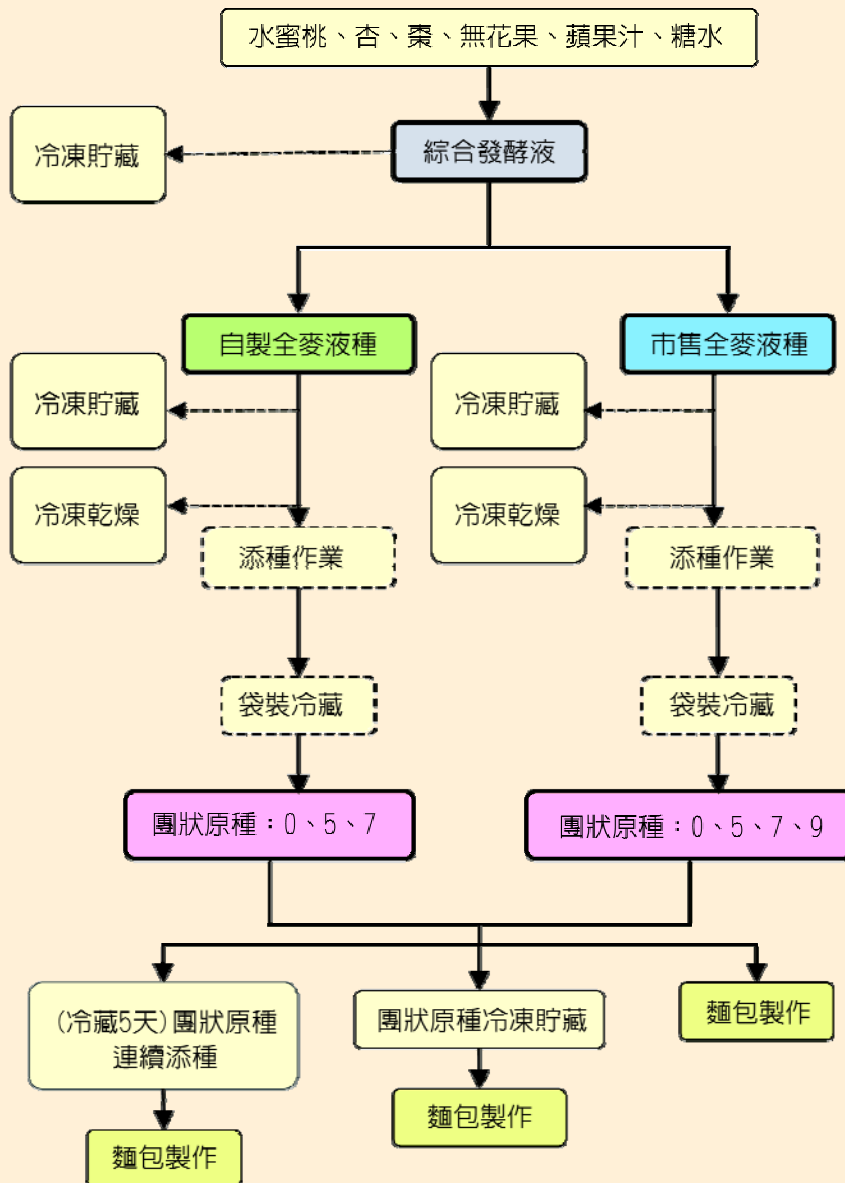 水蜜桃、杏、棗、無花果、蘋果汁、糖水
冷凍貯藏
綜合發酵液
自製全麥液種
市售全麥液種
冷凍貯藏
冷凍貯藏
冷凍乾燥
冷凍乾燥
添種作業
添種作業
袋裝冷藏
袋裝冷藏
團狀原種：0、5、7
團狀原種：0、5、7、9
(冷藏5天)團狀原種
連續添種
團狀原種冷凍貯藏
麵包製作
麵包製作
麵包製作